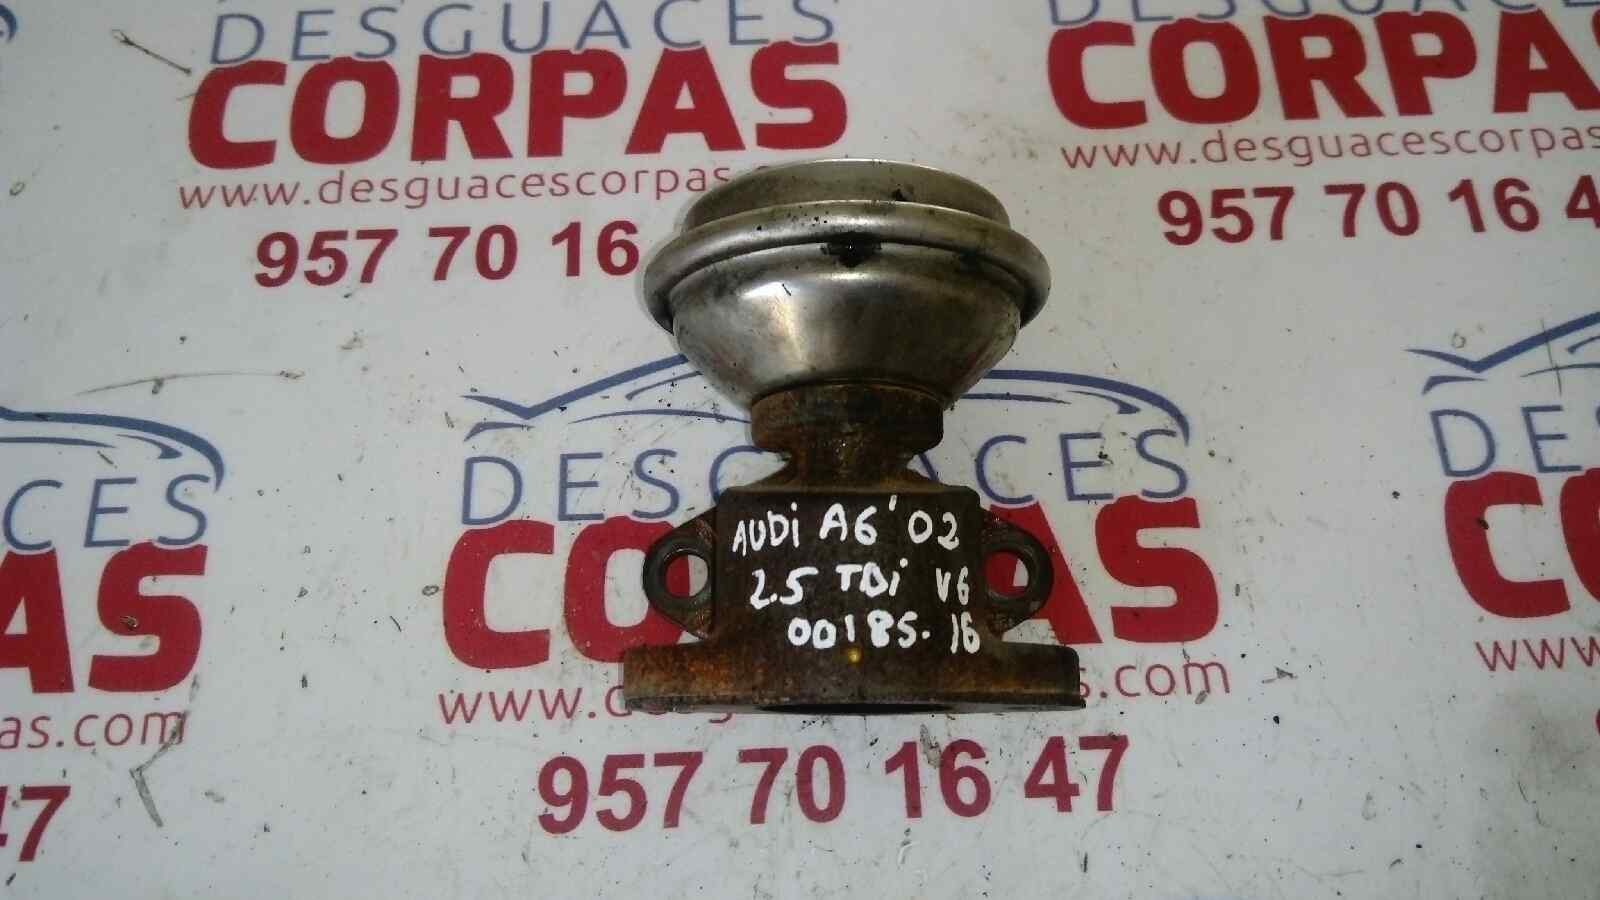 DESGUACES
CORPAS
www.desguacescorpas.
957 70 16
DESGUACES
CORPAS
www.desguacescorpas.
957 70 16 4
CES
AS
as.com
47
DESGUACES
CO AS
www.d s.com
957 70 16 47
AUDi A6'02
2.5 TDi V6
00185.16
DES
CO
www